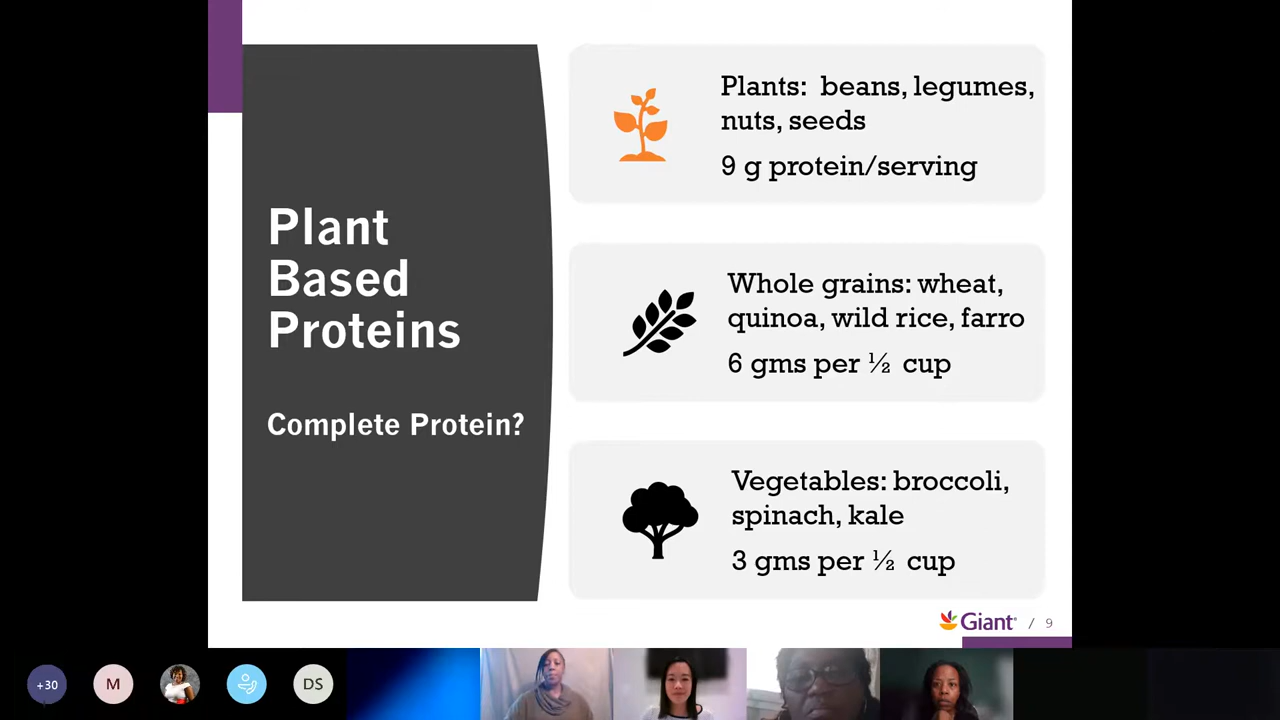 Plant
Based
Proteins
Complete Protein?
Plants: beans, legumes,
nuts, seeds
9 g protein/serving
Whole grains: wheat,
quinoa, wild rice, farro
6 gms per ½ cup
Vegetables: broccoli,
spinach, kale
3 gms per ½ cup
Giant / 9
+30 M DS